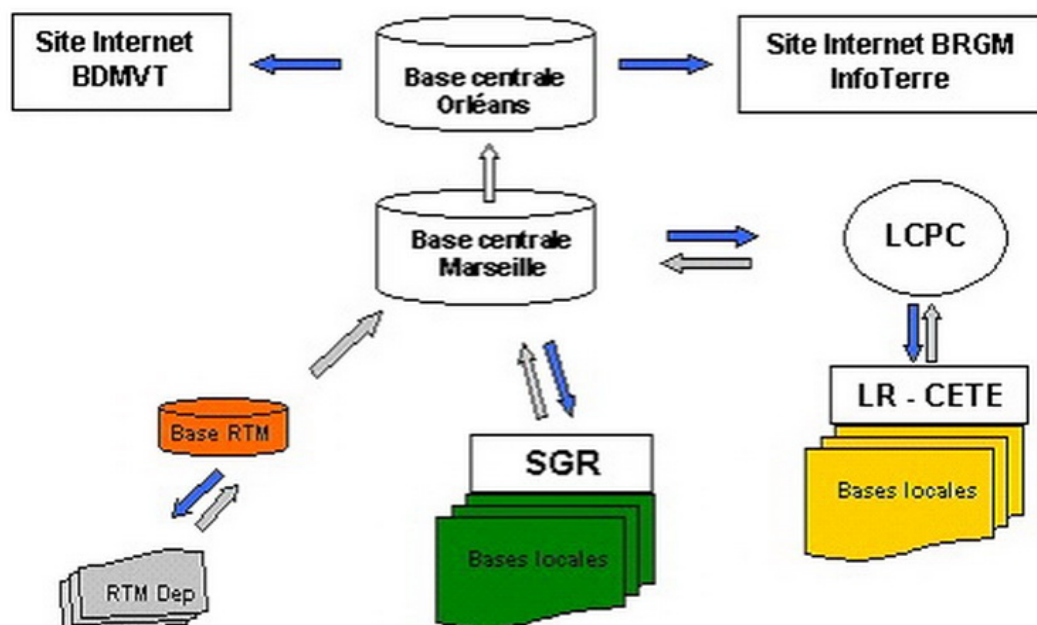 Site Internet
BDMVT
Base centrale
Orléans
Site Internet BRGM
InfoTerre
Base centrale
Marseille
LCPC
LR - CETE
Bases locales
Base RTM
SGR
Bases locales
RTM Dep